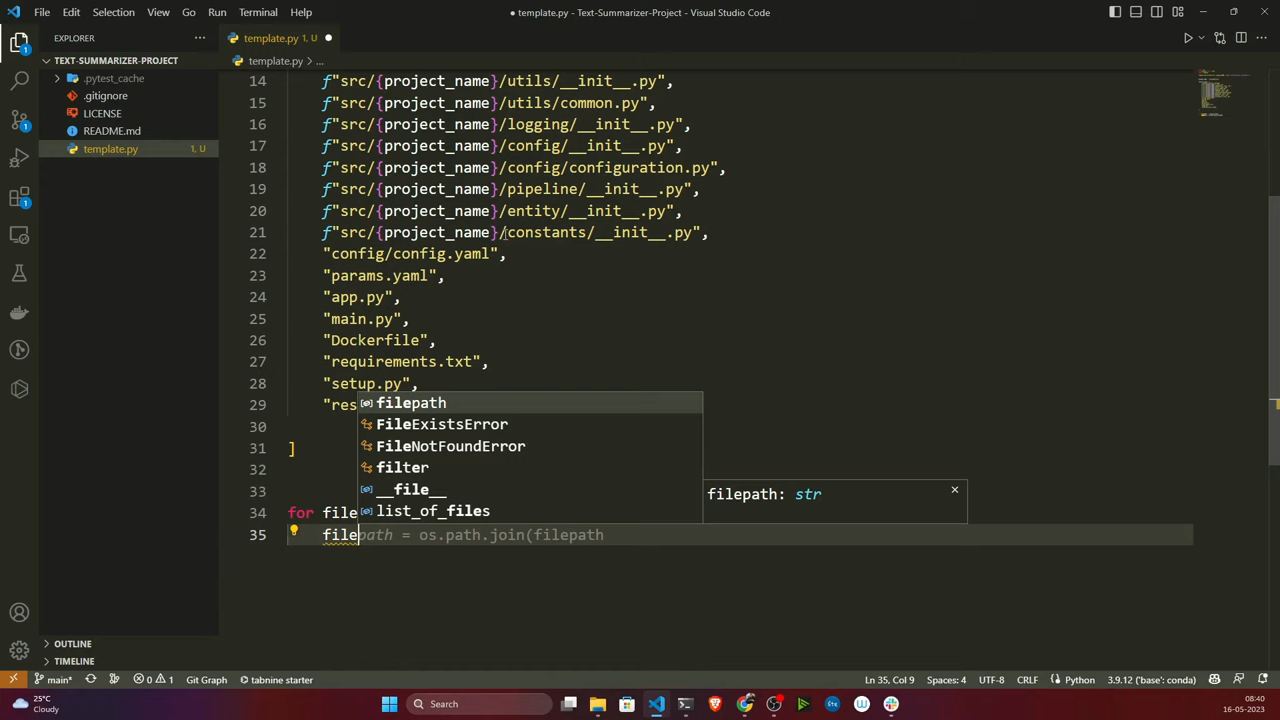 File Edit Selection View Go Run Terminal Help
● template.py - Text-Summarizer-Project - Visual Studio Code
EXPLORER
template.py 1, U
TEXT-SUMMARIZER-PROJECT
template.py > ...
.pytest_cache
.gitignore
LICENSE
README.md
template.py 1, U
14 f"src/{project_name}/utils/__init__.py",
15 f"src/{project_name}/utils/common.py",
16 f"src/{project_name}/logging/__init__.py",
17 f"src/{project_name}/config/__init__.py",
18 f"src/{project_name}/config/configuration.py",
19 f"src/{project_name}/pipeline/__init__.py",
20 f"src/{project_name}/entity/__init__.py",
21 f"src/{project_name}/constants/__init__.py",
22 "config/config.yaml",
23 "params.yaml",
24 "app.py",
25 "main.py",
26 "Dockerfile",
27 "requirements.txt",
28 "setup.py",
29 "res
30
31 ]
32
33
34 for file
35 filepath = os.path.join(filepath
filepath
FileExistsError
FileNotFoundError
filter
__file__
list_of_files
filepath: str
OUTLINE
TIMELINE
main* 0 1 Git Graph tabnine starter Ln 35, Col 9 Spaces: 4 UTF-8 CRLF Python 3.9.12 ('base': conda)
25°C
Cloudy
Search
08:40
16-05-2023